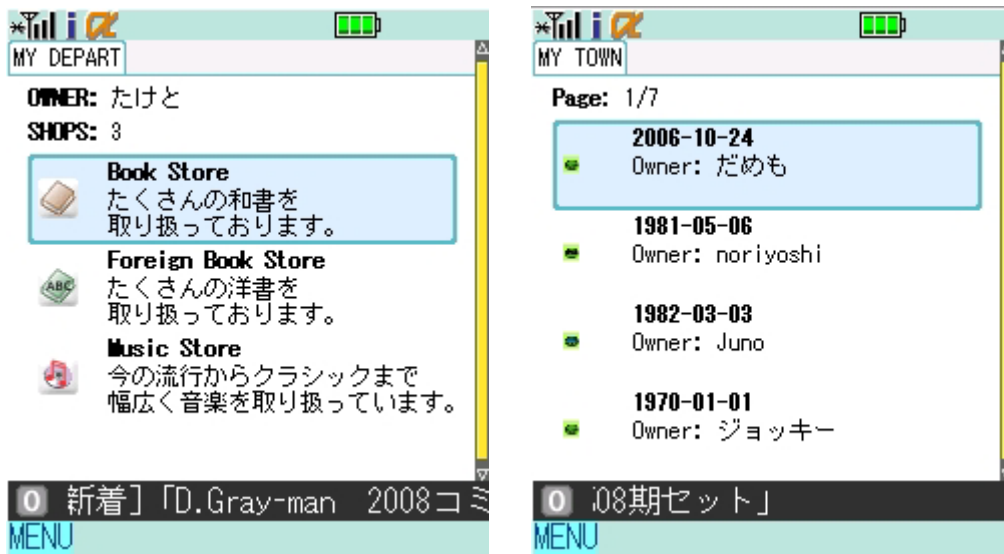 MY DEPART
OWNER: たけと
SHOPS: 3
Book Store
たくさんの和書を
取り扱っております。
Foreign Book Store
ABC
たくさんの洋書を
取り扱っております。
Music Store
今の流行からクラシックまで
幅広く音楽を取り扱っています。
0 新着]「D.Gray-man 2008コミ
MENU
MY TOWN
Page: 1/7
2006-10-24
Owner: だめも
1981-05-06
Owner: noriyoshi
1982-03-03
Owner: Juno
1970-01-01
Owner: ジョッキー
0 08期セット」
MENU